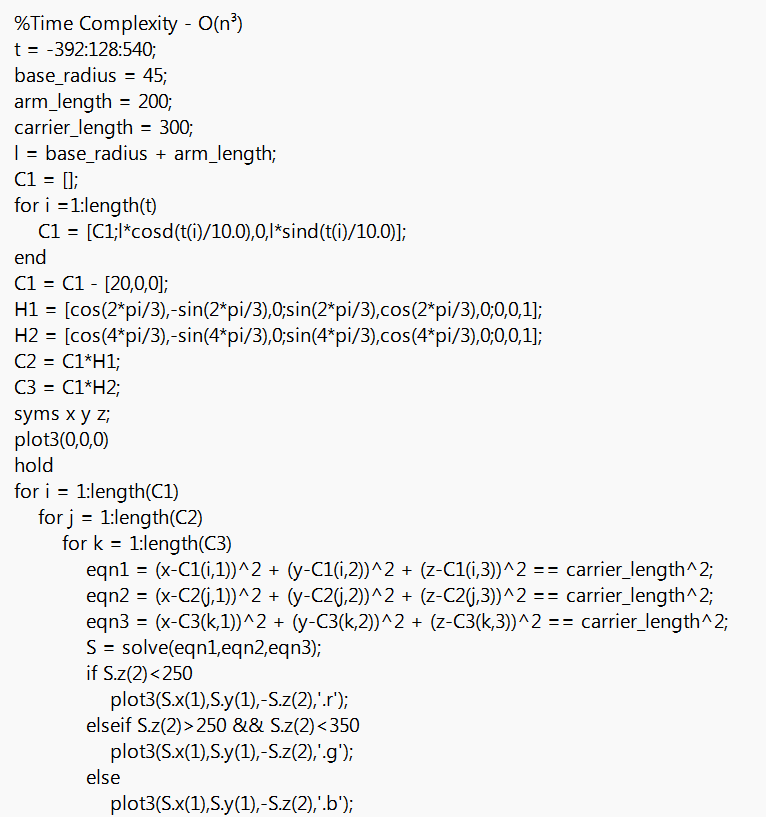 %Time Complexity - O(n³)
t = -392:128:540;
base_radius = 45;
arm_length = 200;
carrier_length = 300;
l = base_radius + arm_length;
C1 = [];
for i =1:length(t)
    C1 = [C1;l*cosd(t(i)/10.0),0,l*sind(t(i)/10.0)];
end
C1 = C1 - [20,0,0];
H1 = [cos(2*pi/3),-sin(2*pi/3),0;sin(2*pi/3),cos(2*pi/3),0;0,0,1];
H2 = [cos(4*pi/3),-sin(4*pi/3),0;sin(4*pi/3),cos(4*pi/3),0;0,0,1];
C2 = C1*H1;
C3 = C1*H2;
syms x y z;
plot3(0,0,0)
hold
for i = 1:length(C1)
    for j = 1:length(C2)
        for k = 1:length(C3)
            eqn1 = (x-C1(i,1))^2 + (y-C1(i,2))^2 + (z-C1(i,3))^2 == carrier_length^2;
            eqn2 = (x-C2(j,1))^2 + (y-C2(j,2))^2 + (z-C2(j,3))^2 == carrier_length^2;
            eqn3 = (x-C3(k,1))^2 + (y-C3(k,2))^2 + (z-C3(k,3))^2 == carrier_length^2;
            S = solve(eqn1,eqn2,eqn3);
            if S.z(2)<250
                plot3(S.x(1),S.y(1),-S.z(2),'.r');
            elseif S.z(2)>250 && S.z(2)<350
                plot3(S.x(1),S.y(1),-S.z(2),'.g');
            else
                plot3(S.x(1),S.y(1),-S.z(2),'.b');